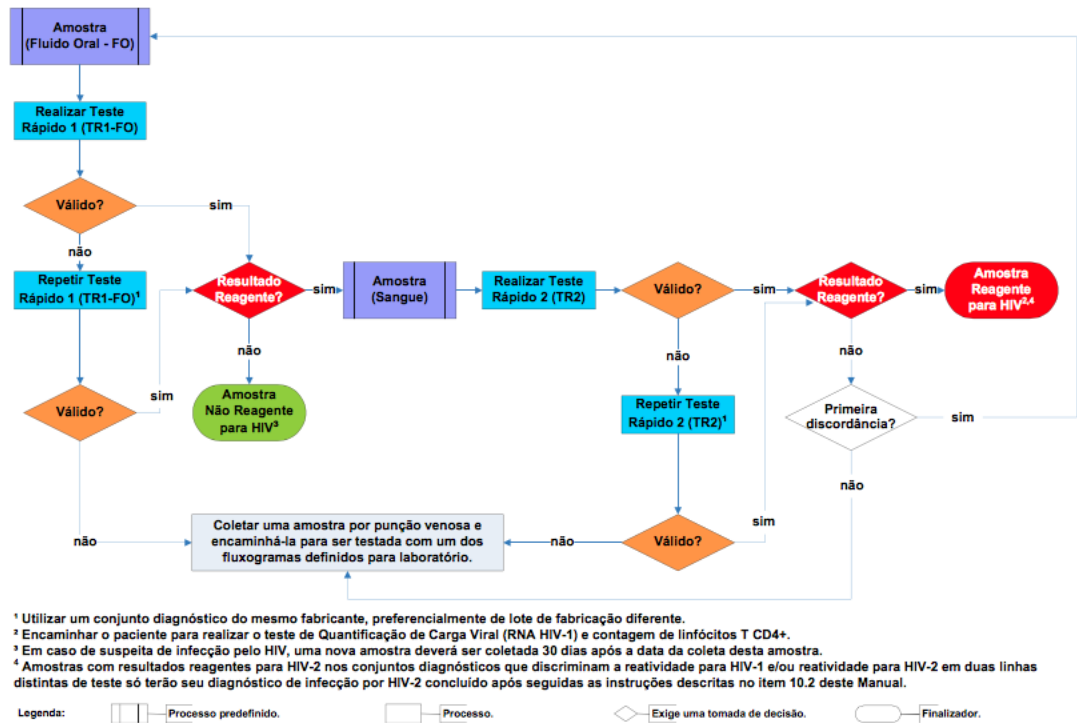 Amostra
(Fluido Oral - FO)
Realizar Teste
Rápido 1 (TR1-FO)
Válido?
sim
não
Repetir Teste
Rápido 1 (TR1-FO)¹
Resultado
Reagente?
sim
Amostra
(Sangue)
Realizar Teste
Rápido 2 (TR2)
Válido?
sim
Resultado
Reagente?
sim
Amostra
Reagente
para HIV²,⁴
não
não
não
Válido?
sim
Amostra
Não Reagente
para HIV³
Repetir Teste
Rápido 2 (TR2)¹
Primeira
discordância?
sim
não
sim
não
Coletar uma amostra por punção venosa e
encaminhá-la para ser testada com um dos
fluxogramas definidos para laboratório.
não
Válido?
¹ Utilizar um conjunto diagnóstico do mesmo fabricante, preferencialmente de lote de fabricação diferente.
² Encaminhar o paciente para realizar o teste de Quantificação de Carga Viral (RNA HIV-1) e contagem de linfócitos T CD4+.
³ Em caso de suspeita de infecção pelo HIV, uma nova amostra deverá ser coletada 30 dias após a data da coleta desta amostra.
⁴ Amostras com resultados reagentes para HIV-2 nos conjuntos diagnósticos que discriminam a reatividade para HIV-1 e/ou reatividade para HIV-2 em duas linhas
distintas de teste só terão seu diagnóstico de infecção por HIV-2 concluído após seguidas as instruções descritas no item 10.2 deste Manual.
Legenda:
Processo predefinido.
Processo.
Exige uma tomada de decisão.
Finalizador.